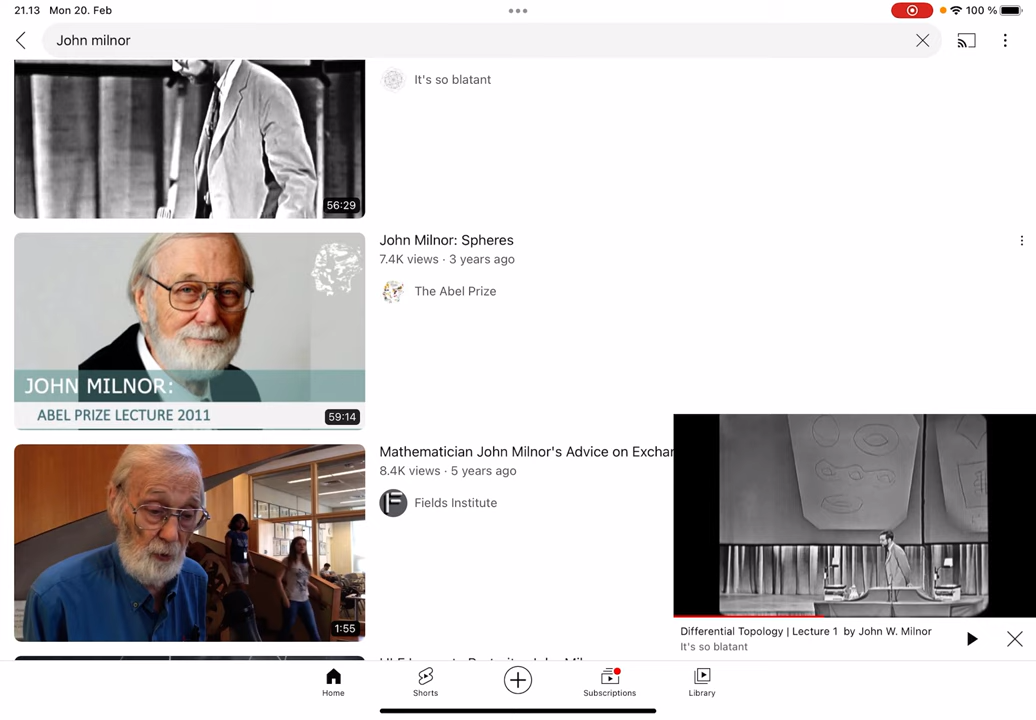 21.13 Mon 20. Feb
100 %
John milnor
It's so blatant
56:29
John Milnor: Spheres
7.4K views · 3 years ago
The Abel Prize
JOHN MILNOR:
ABEL PRIZE LECTURE 2011
59:14
Mathematician John Milnor's Advice on Exchan
8.4K views · 5 years ago
F
Fields Institute
1:55
Differential Topology | Lecture 1 by John W. Milnor
It's so blatant
Home
Shorts
Subscriptions
Library